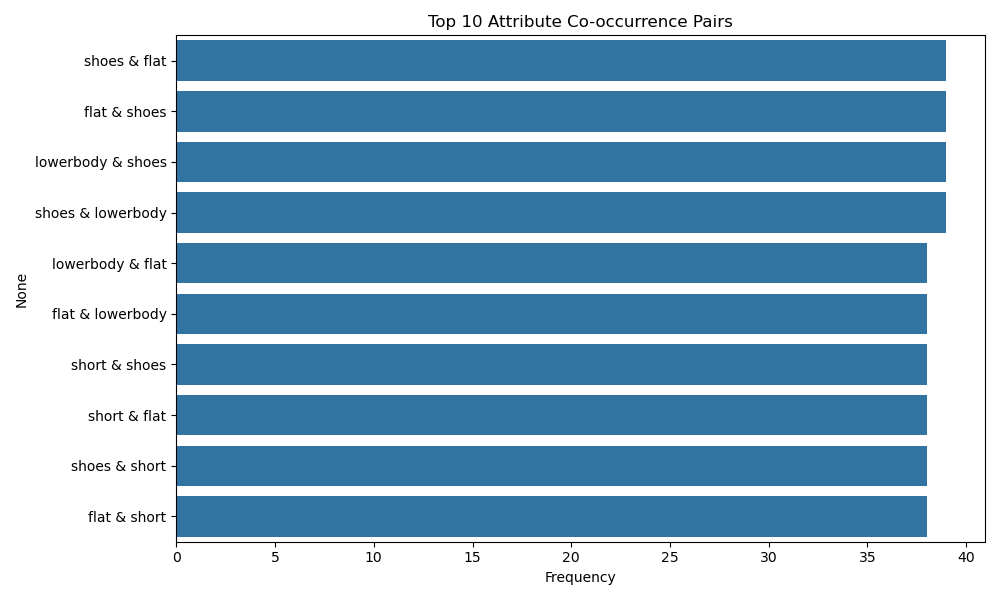 Top 10 Attribute Co-occurrence Pairs
shoes & flat
flat & shoes
lowerbody & shoes
shoes & lowerbody
lowerbody & flat
flat & lowerbody
short & shoes
short & flat
shoes & short
flat & short
None
0 5 10 15 20 25 30 35 40
Frequency